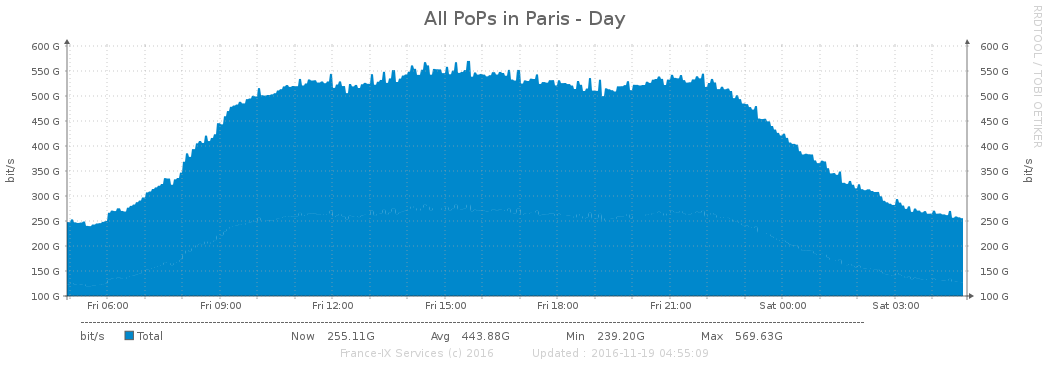 All PoPs in Paris - Day
RRDTOOL / TOBI OETIKER
bit/s
600 G
550 G
500 G
450 G
400 G
350 G
300 G
250 G
200 G
150 G
100 G
600 G
550 G
500 G
450 G
400 G
350 G
300 G
250 G
200 G
150 G
100 G
bit/s
Fri 06:00 Fri 09:00 Fri 12:00 Fri 15:00 Fri 18:00 Fri 21:00 Sat 00:00 Sat 03:00
bit/s Total Now 255.11G Avg 443.88G Min 239.20G Max 569.63G
France-IX Services (c) 2016 Updated : 2016-11-19 04:55:09